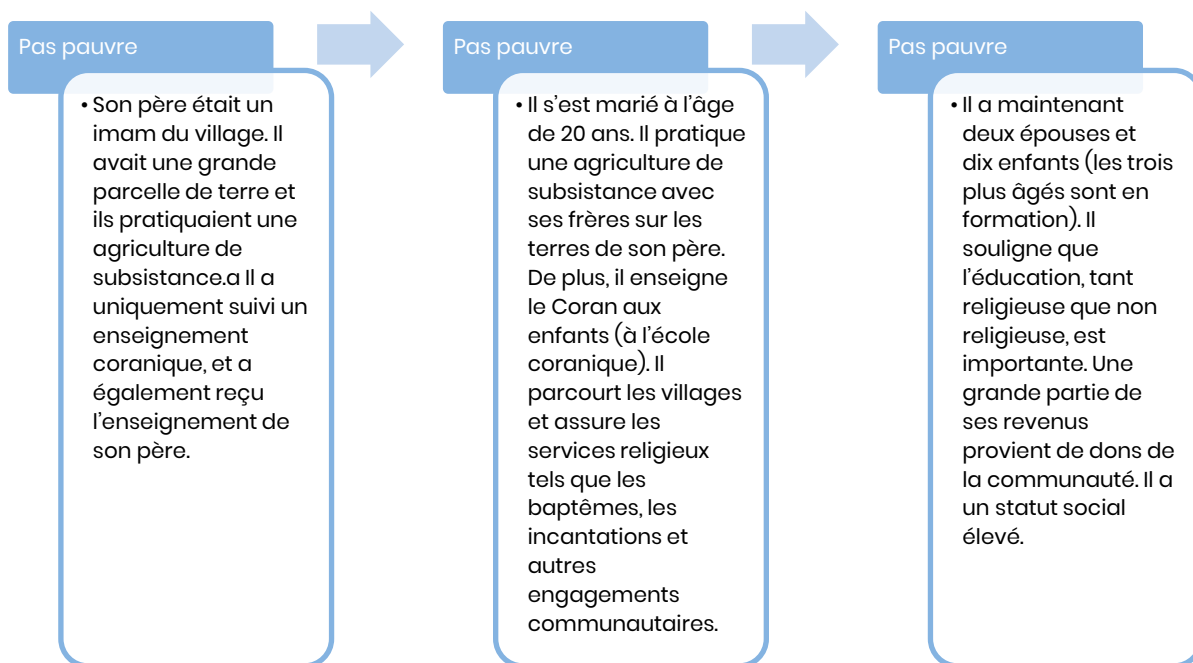 Pas pauvre
• Son père était un
imam du village. Il
avait une grande
parcelle de terre et
ils pratiquaient une
agriculture de
subsistance.a Il a
uniquement suivi un
enseignement
coranique, et a
également reçu
l’enseignement de
son père.
Pas pauvre
• Il s’est marié à l’âge
de 20 ans. Il pratique
une agriculture de
subsistance avec
ses frères sur les
terres de son père.
De plus, il enseigne
le Coran aux
enfants (à l’école
coranique). Il
parcourt les villages
et assure les
services religieux
tels que les
baptêmes, les
incantations et
autres
engagements
communautaires.
Pas pauvre
• Il a maintenant
deux épouses et
dix enfants (les trois
plus âgés sont en
formation). Il
souligne que
l’éducation, tant
religieuse que non
religieuse, est
importante. Une
grande partie de
ses revenus
provient de dons de
la communauté. Il a
un statut social
élevé.